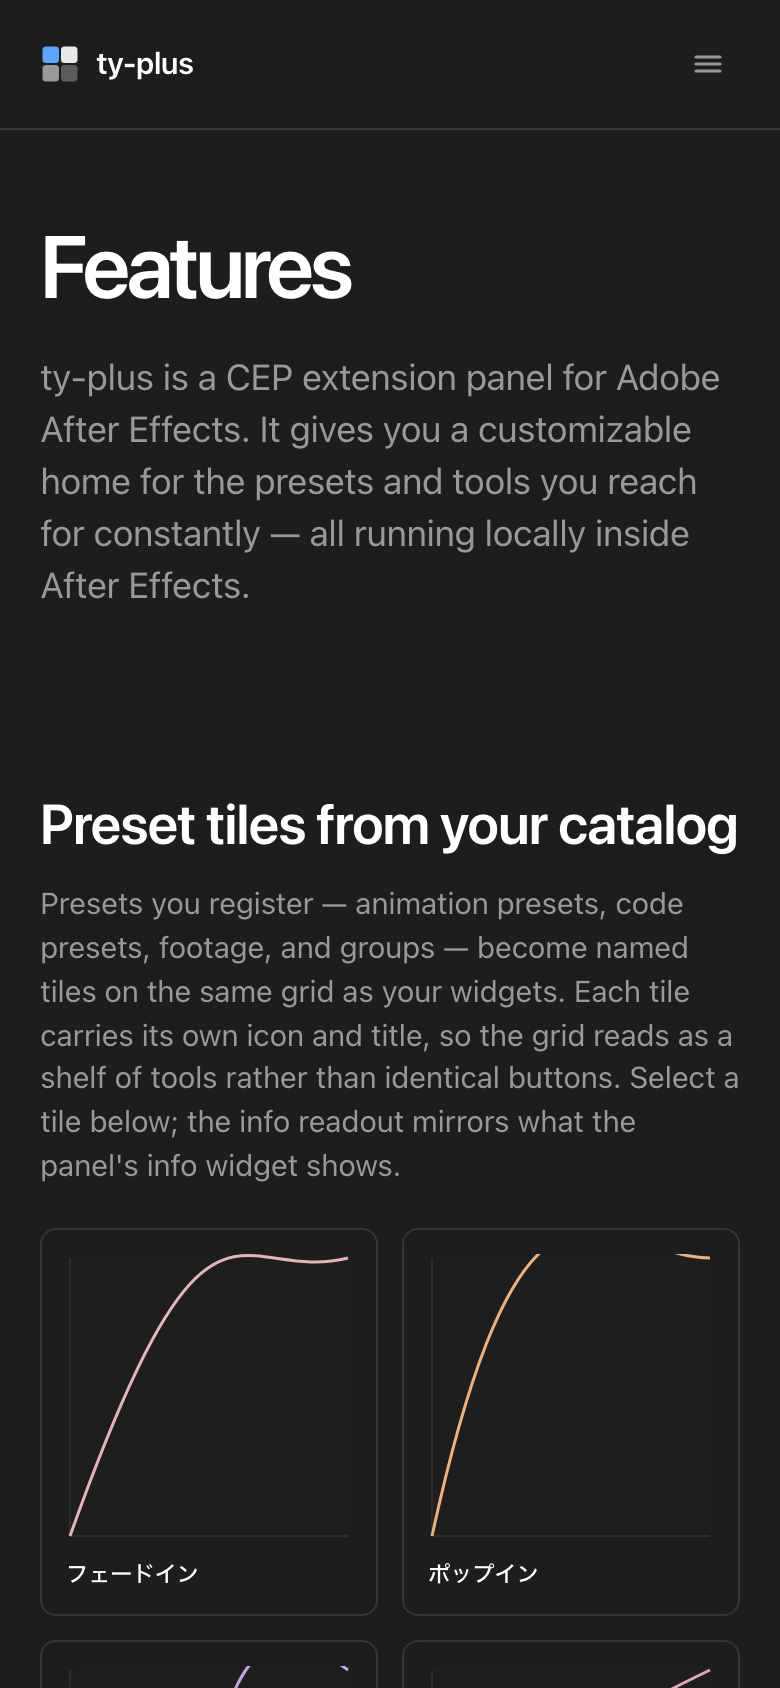 ty-plus
Features
ty-plus is a CEP extension panel for Adobe
After Effects. It gives you a customizable
home for the presets and tools you reach
for constantly — all running locally inside
After Effects.
Preset tiles from your catalog
Presets you register — animation presets, code
presets, footage, and groups — become named
tiles on the same grid as your widgets. Each tile
carries its own icon and title, so the grid reads as a
shelf of tools rather than identical buttons. Select a
tile below; the info readout mirrors what the
panel's info widget shows.
フェードイン
ポップイン